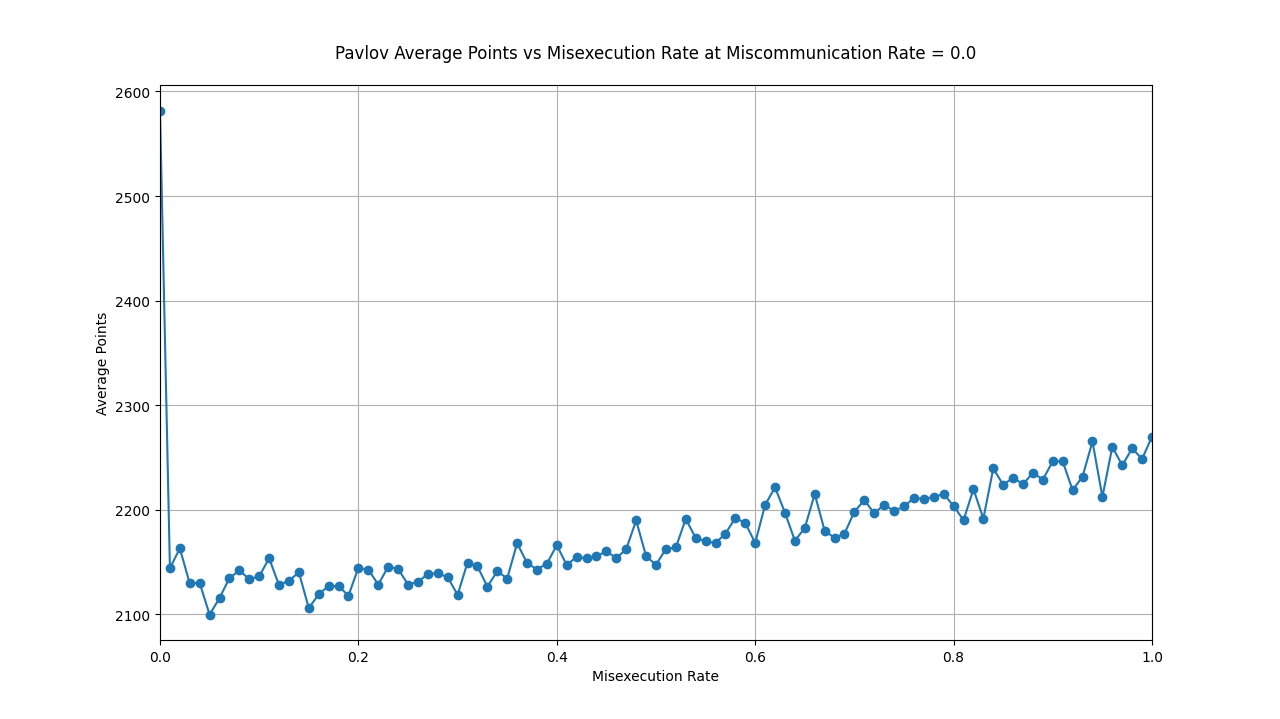 Pavlov Average Points vs Misexecution Rate at Miscommunication Rate = 0.0
2600
2500
2400
2300
2200
2100
Average Points
0.0 0.2 0.4 0.6 0.8 1.0
Misexecution Rate